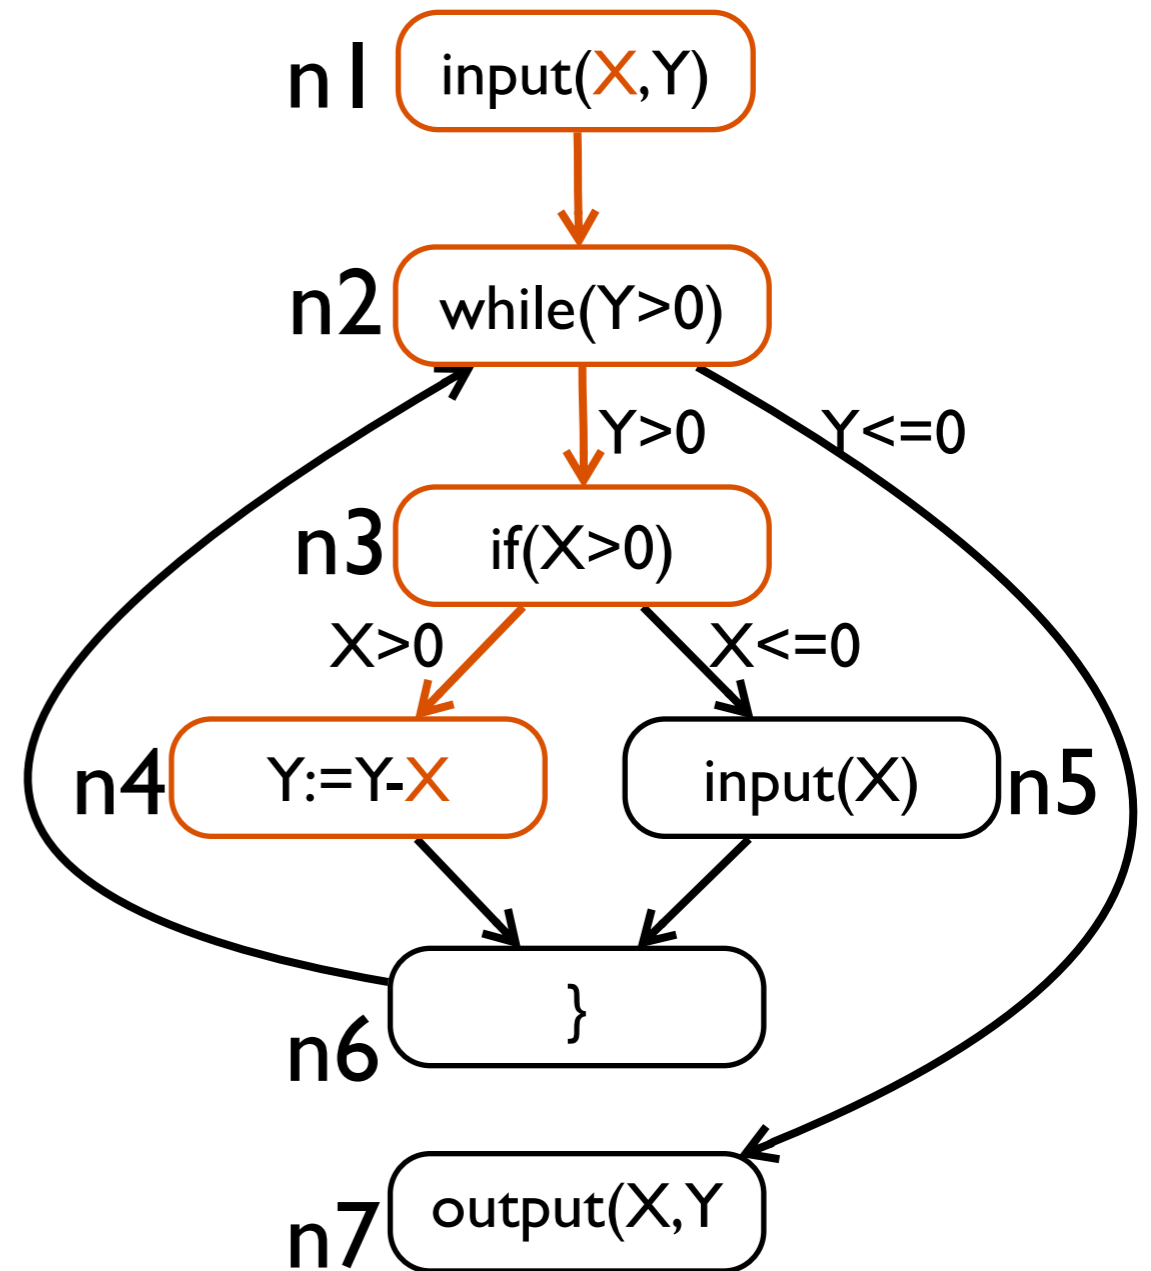 n1
input(X,Y)
n2
while(Y>0)
Y>0
Y<=0
n3
if(X>0)
X>0
X<=0
n4
Y:=Y-X
input(X)
n5
}
n6
output(X,Y
n7